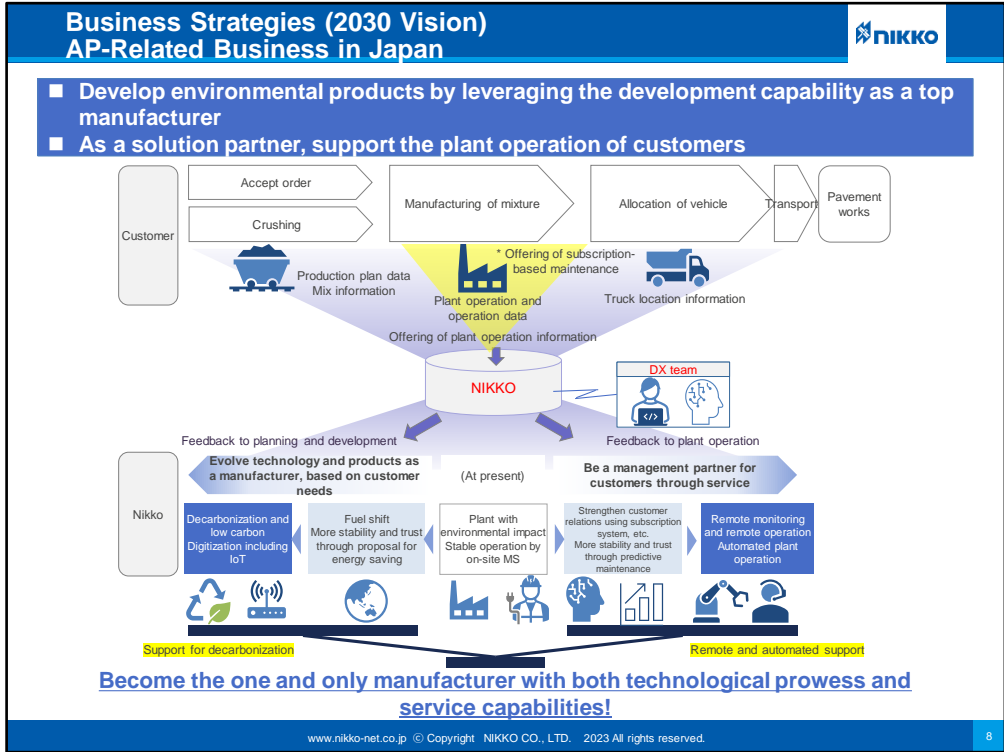 Business Strategies (2030 Vision)
AP-Related Business in Japan
NIKKO
■ Develop environmental products by leveraging the development capability as a top
manufacturer
■ As a solution partner, support the plant operation of customers
Customer
Accept order
Crushing
Manufacturing of mixture
Allocation of vehicle
Transport
Pavement
works
Production plan data
Mix information
* Offering of subscription-
based maintenance
Plant operation and
operation data
Truck location information
Offering of plant operation information
NIKKO
DX team
Feedback to planning and development
Feedback to plant operation
Nikko
Evolve technology and products as
a manufacturer, based on customer
needs
(At present)
Be a management partner for
customers through service
Decarbonization and
low carbon
Digitization including
IoT
Fuel shift
More stability and trust
through proposal for
energy saving
Plant with
environmental impact
Stable operation by
on-site MS
Strengthen customer
relations using subscription
system, etc.
More stability and trust
through predictive
maintenance
Remote monitoring
and remote operation
Automated plant
operation
Support for decarbonization
Remote and automated support
Become the one and only manufacturer with both technological prowess and
service capabilities!
www.nikko-net.co.jp ⓒ Copyright NIKKO CO., LTD. 2023 All rights reserved.
8